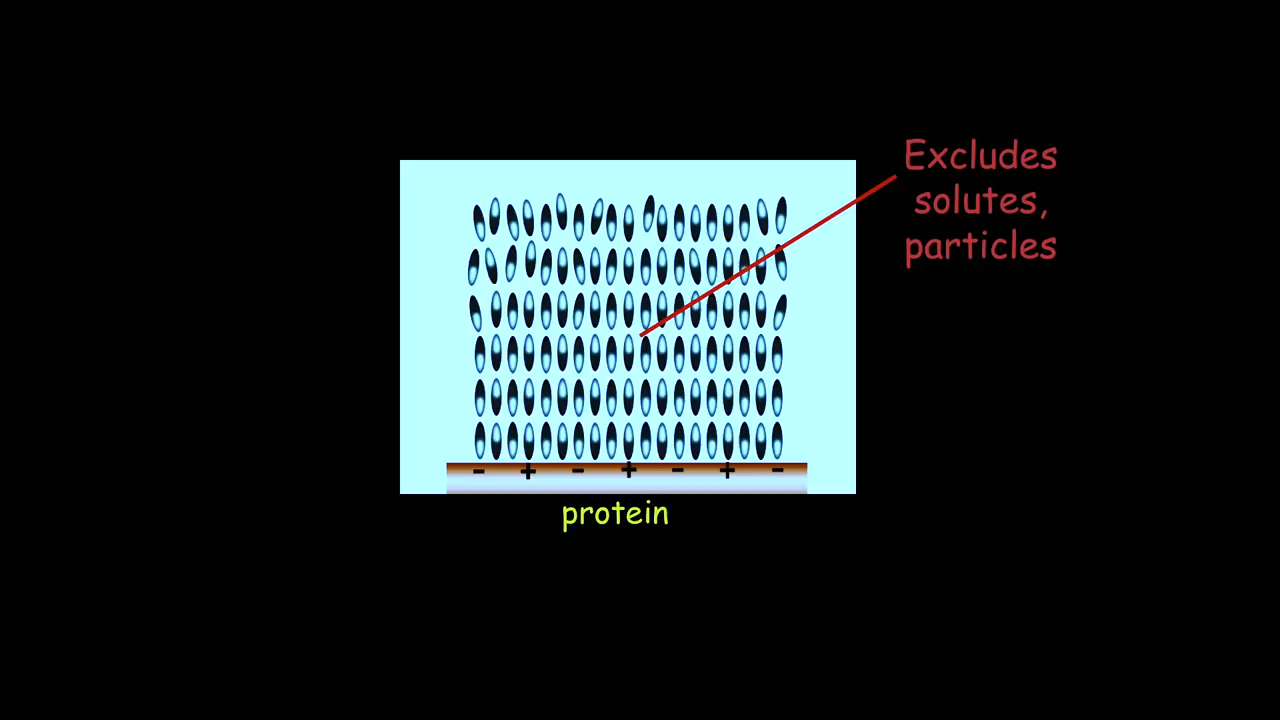 Excludes
solutes,
particles
- + - + - + -
protein